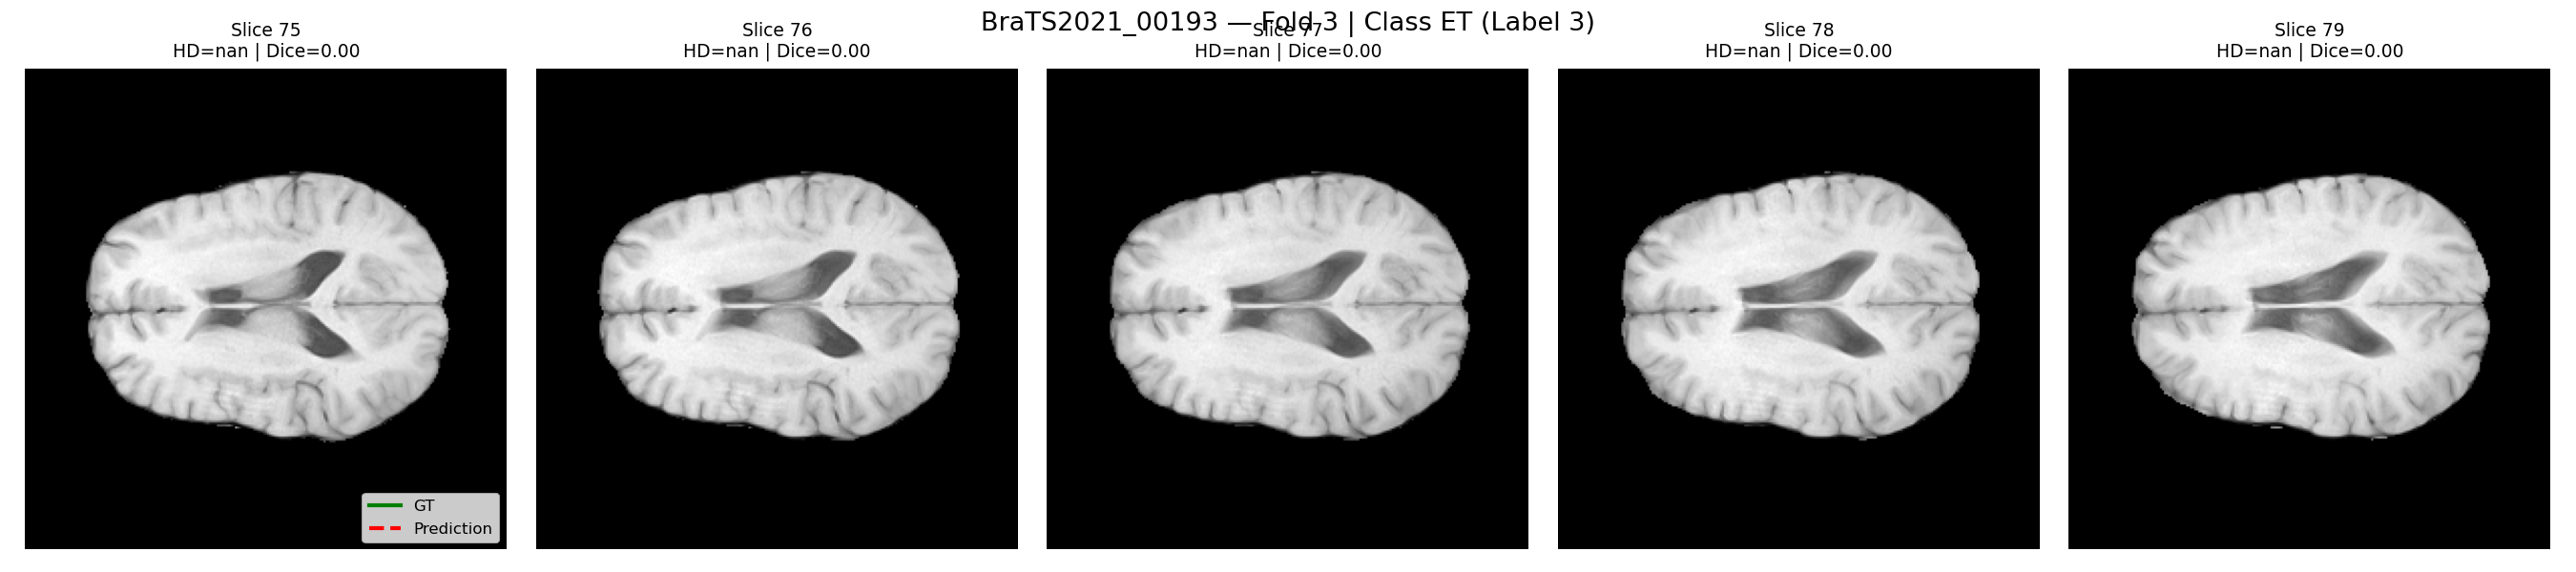 BraTS2021_00193 — Fold 3 | Class ET (Label 3)
Slice 75
HD=nan | Dice=0.00
Slice 76
HD=nan | Dice=0.00
Slice 77
HD=nan | Dice=0.00
Slice 78
HD=nan | Dice=0.00
Slice 79
HD=nan | Dice=0.00
GT
Prediction